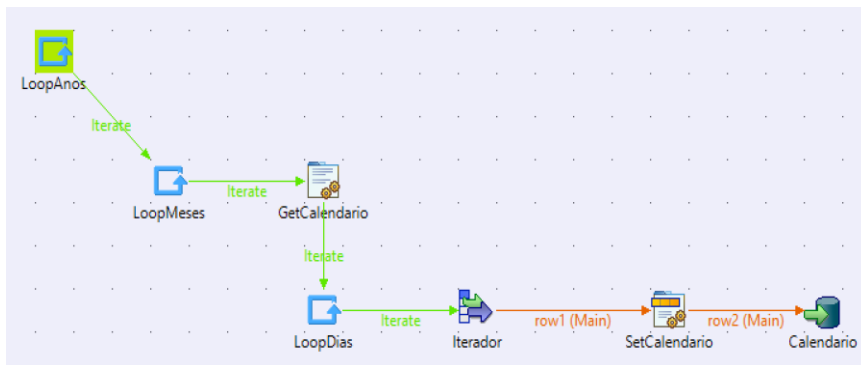 LoopAnos
Iterate
Iterate
LoopMeses
GetCalendario
Iterate
Iterate
row1 (Main)
row2 (Main)
LoopDias
Iterador
SetCalendario
Calendario